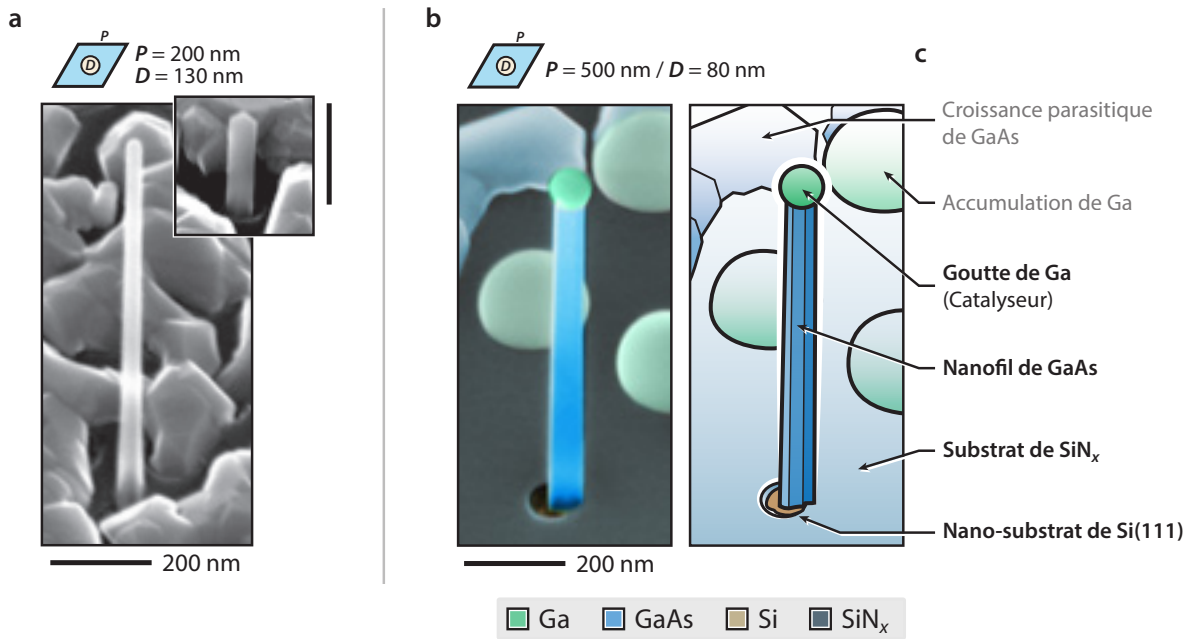 a
P
D
P = 200 nm
D = 130 nm
200 nm
b
P
D
P = 500 nm / D = 80 nm
200 nm
c
Croissance parasitique
de GaAs
Accumulation de Ga
Goutte de Ga
(Catalyseur)
Nanofil de GaAs
Substrat de SiNₓ
Nano-substrat de Si(111)
Ga
GaAs
Si
SiNₓ